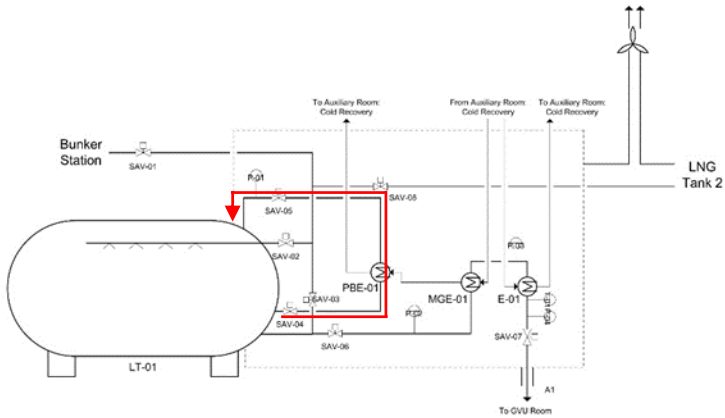 To Auxiliary Room:
Cold Recovery
From Auxiliary Room:
Cold Recovery
To Auxiliary Room:
Cold Recovery
Bunker
Station
SAV-01
LNG
Tank 2
P-01
SAV-05
SAV-08
SAV-02
P-03
PBE-01
MGE-01
E-01
SAV-03
SAV-04
SAV-06
SAV-07
LT-01
A1
To GVU Room